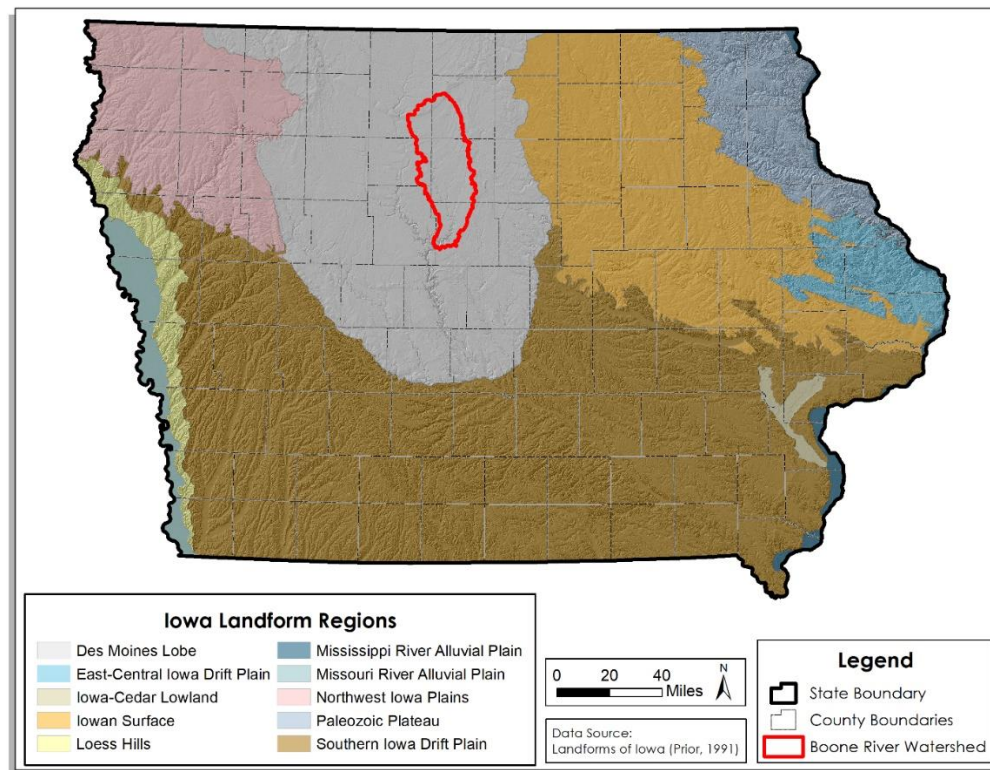 Iowa Landform Regions
Des Moines Lobe
East-Central Iowa Drift Plain
Iowa-Cedar Lowland
Iowan Surface
Loess Hills
Mississippi River Alluvial Plain
Missouri River Alluvial Plain
Northwest Iowa Plains
Paleozoic Plateau
Southern Iowa Drift Plain
0 20 40
Miles
N
Data Source:
Landforms of Iowa (Prior, 1991)
Legend
State Boundary
County Boundaries
Boone River Watershed